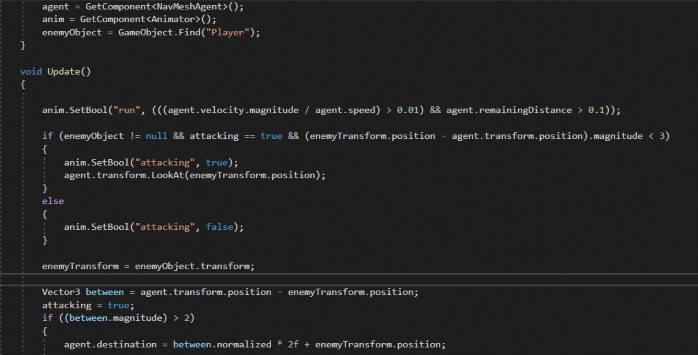 agent = GetComponent<NavMeshAgent>();
anim = GetComponent<Animator>();
enemyObject = GameObject.Find("Player");
}
void Update()
{
anim.SetBool("run", (((agent.velocity.magnitude / agent.speed) > 0.01) && agent.remainingDistance > 0.1));
if (enemyObject != null && attacking == true && (enemyTransform.position - agent.transform.position).magnitude < 3)
{
anim.SetBool("attacking", true);
agent.transform.LookAt(enemyTransform.position);
}
else
{
anim.SetBool("attacking", false);
}
enemyTransform = enemyObject.transform;
Vector3 between = agent.transform.position - enemyTransform.position;
attacking = true;
if ((between.magnitude) > 2)
{
agent.destination = between.normalized * 2f + enemyTransform.position;